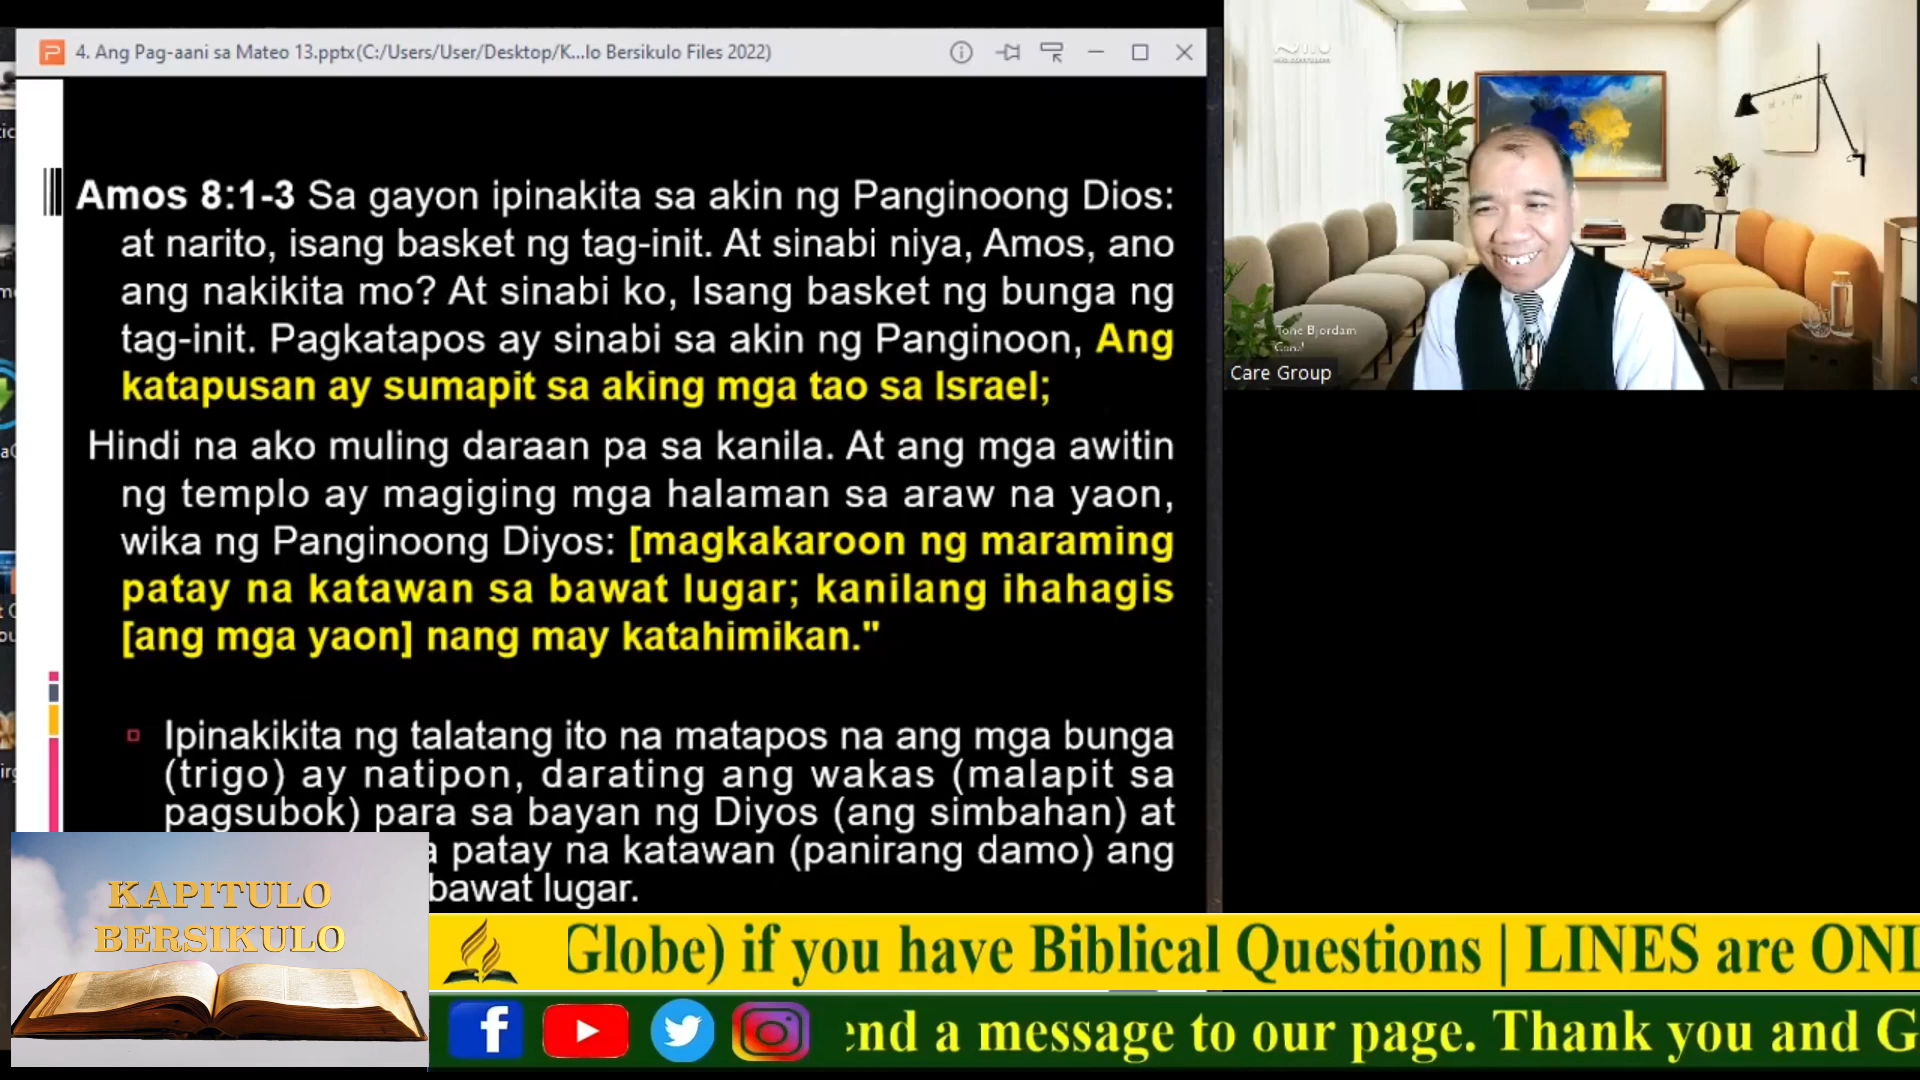 4. Ang Pag-aani sa Mateo 13.pptx(C:/Users/User/Desktop/K...lo Bersikulo Files 2022)
Amos 8:1-3 Sa gayon ipinakita sa akin ng Panginoong Dios:
at narito, isang basket ng tag-init. At sinabi niya, Amos, ano
ang nakikita mo? At sinabi ko, Isang basket ng bunga ng
tag-init. Pagkatapos ay sinabi sa akin ng Panginoon, Ang
katapusan ay sumapit sa aking mga tao sa Israel;
Hindi na ako muling daraan pa sa kanila. At ang mga awitin
ng templo ay magiging mga halaman sa araw na yaon,
wika ng Panginoong Diyos: [magkakaroon ng maraming
patay na katawan sa bawat lugar; kanilang ihahagis
[ang mga yaon] nang may katahimikan."
Ipinakikita ng talatang ito na matapos na ang mga bunga
(trigo) ay natipon, darating ang wakas (malapit sa
pagsubok) para sa bayan ng Diyos (ang simbahan) at
patay na katawan (panirang damo) ang
bawat lugar.
Tone Bjordam
Care Group
KAPITULO
BERSIKULO
Globe) if you have Biblical Questions | LINES are ONL
end a message to our page. Thank you and G